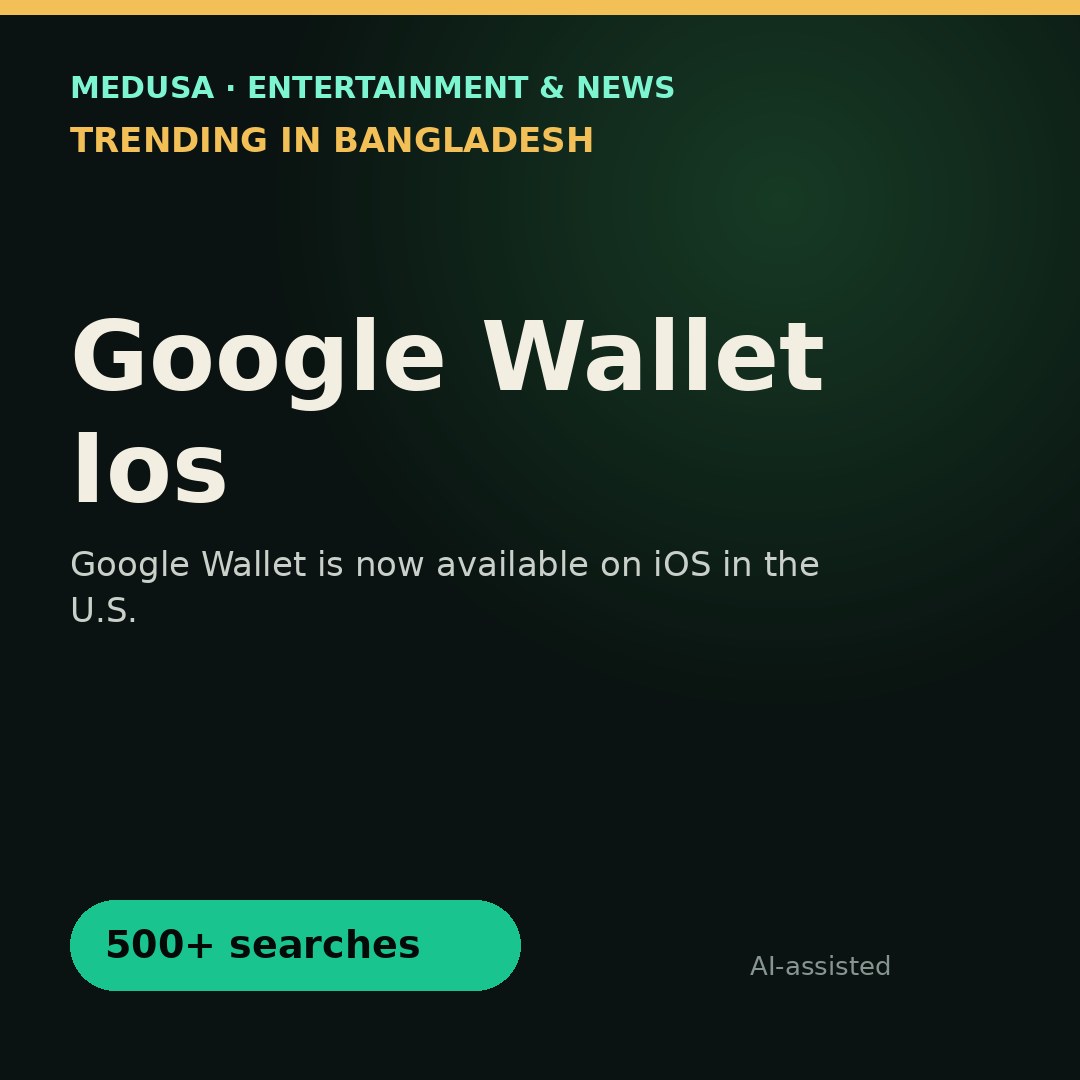 MEDUSA · ENTERTAINMENT & NEWS
TRENDING IN BANGLADESH
Google Wallet
Ios
Google Wallet is now available on iOS in the
U.S.
500+ searches
AI-assisted